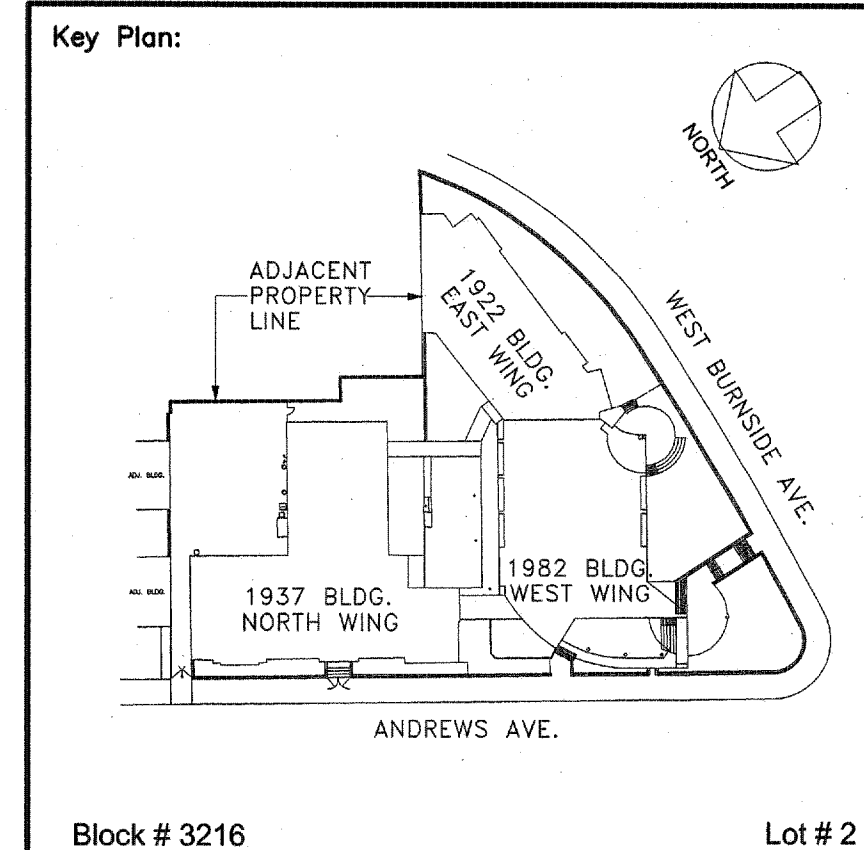 Key Plan:
NORTH
ADJACENT
PROPERTY
LINE
1922 BLDG.
EAST WING
WEST BURNSIDE AVE.
ADJ. BLDG.
ADJ. BLDG.
1937 BLDG.
NORTH WING
1982 BLDG.
WEST WING
ANDREWS AVE.
Block # 3216
Lot # 2